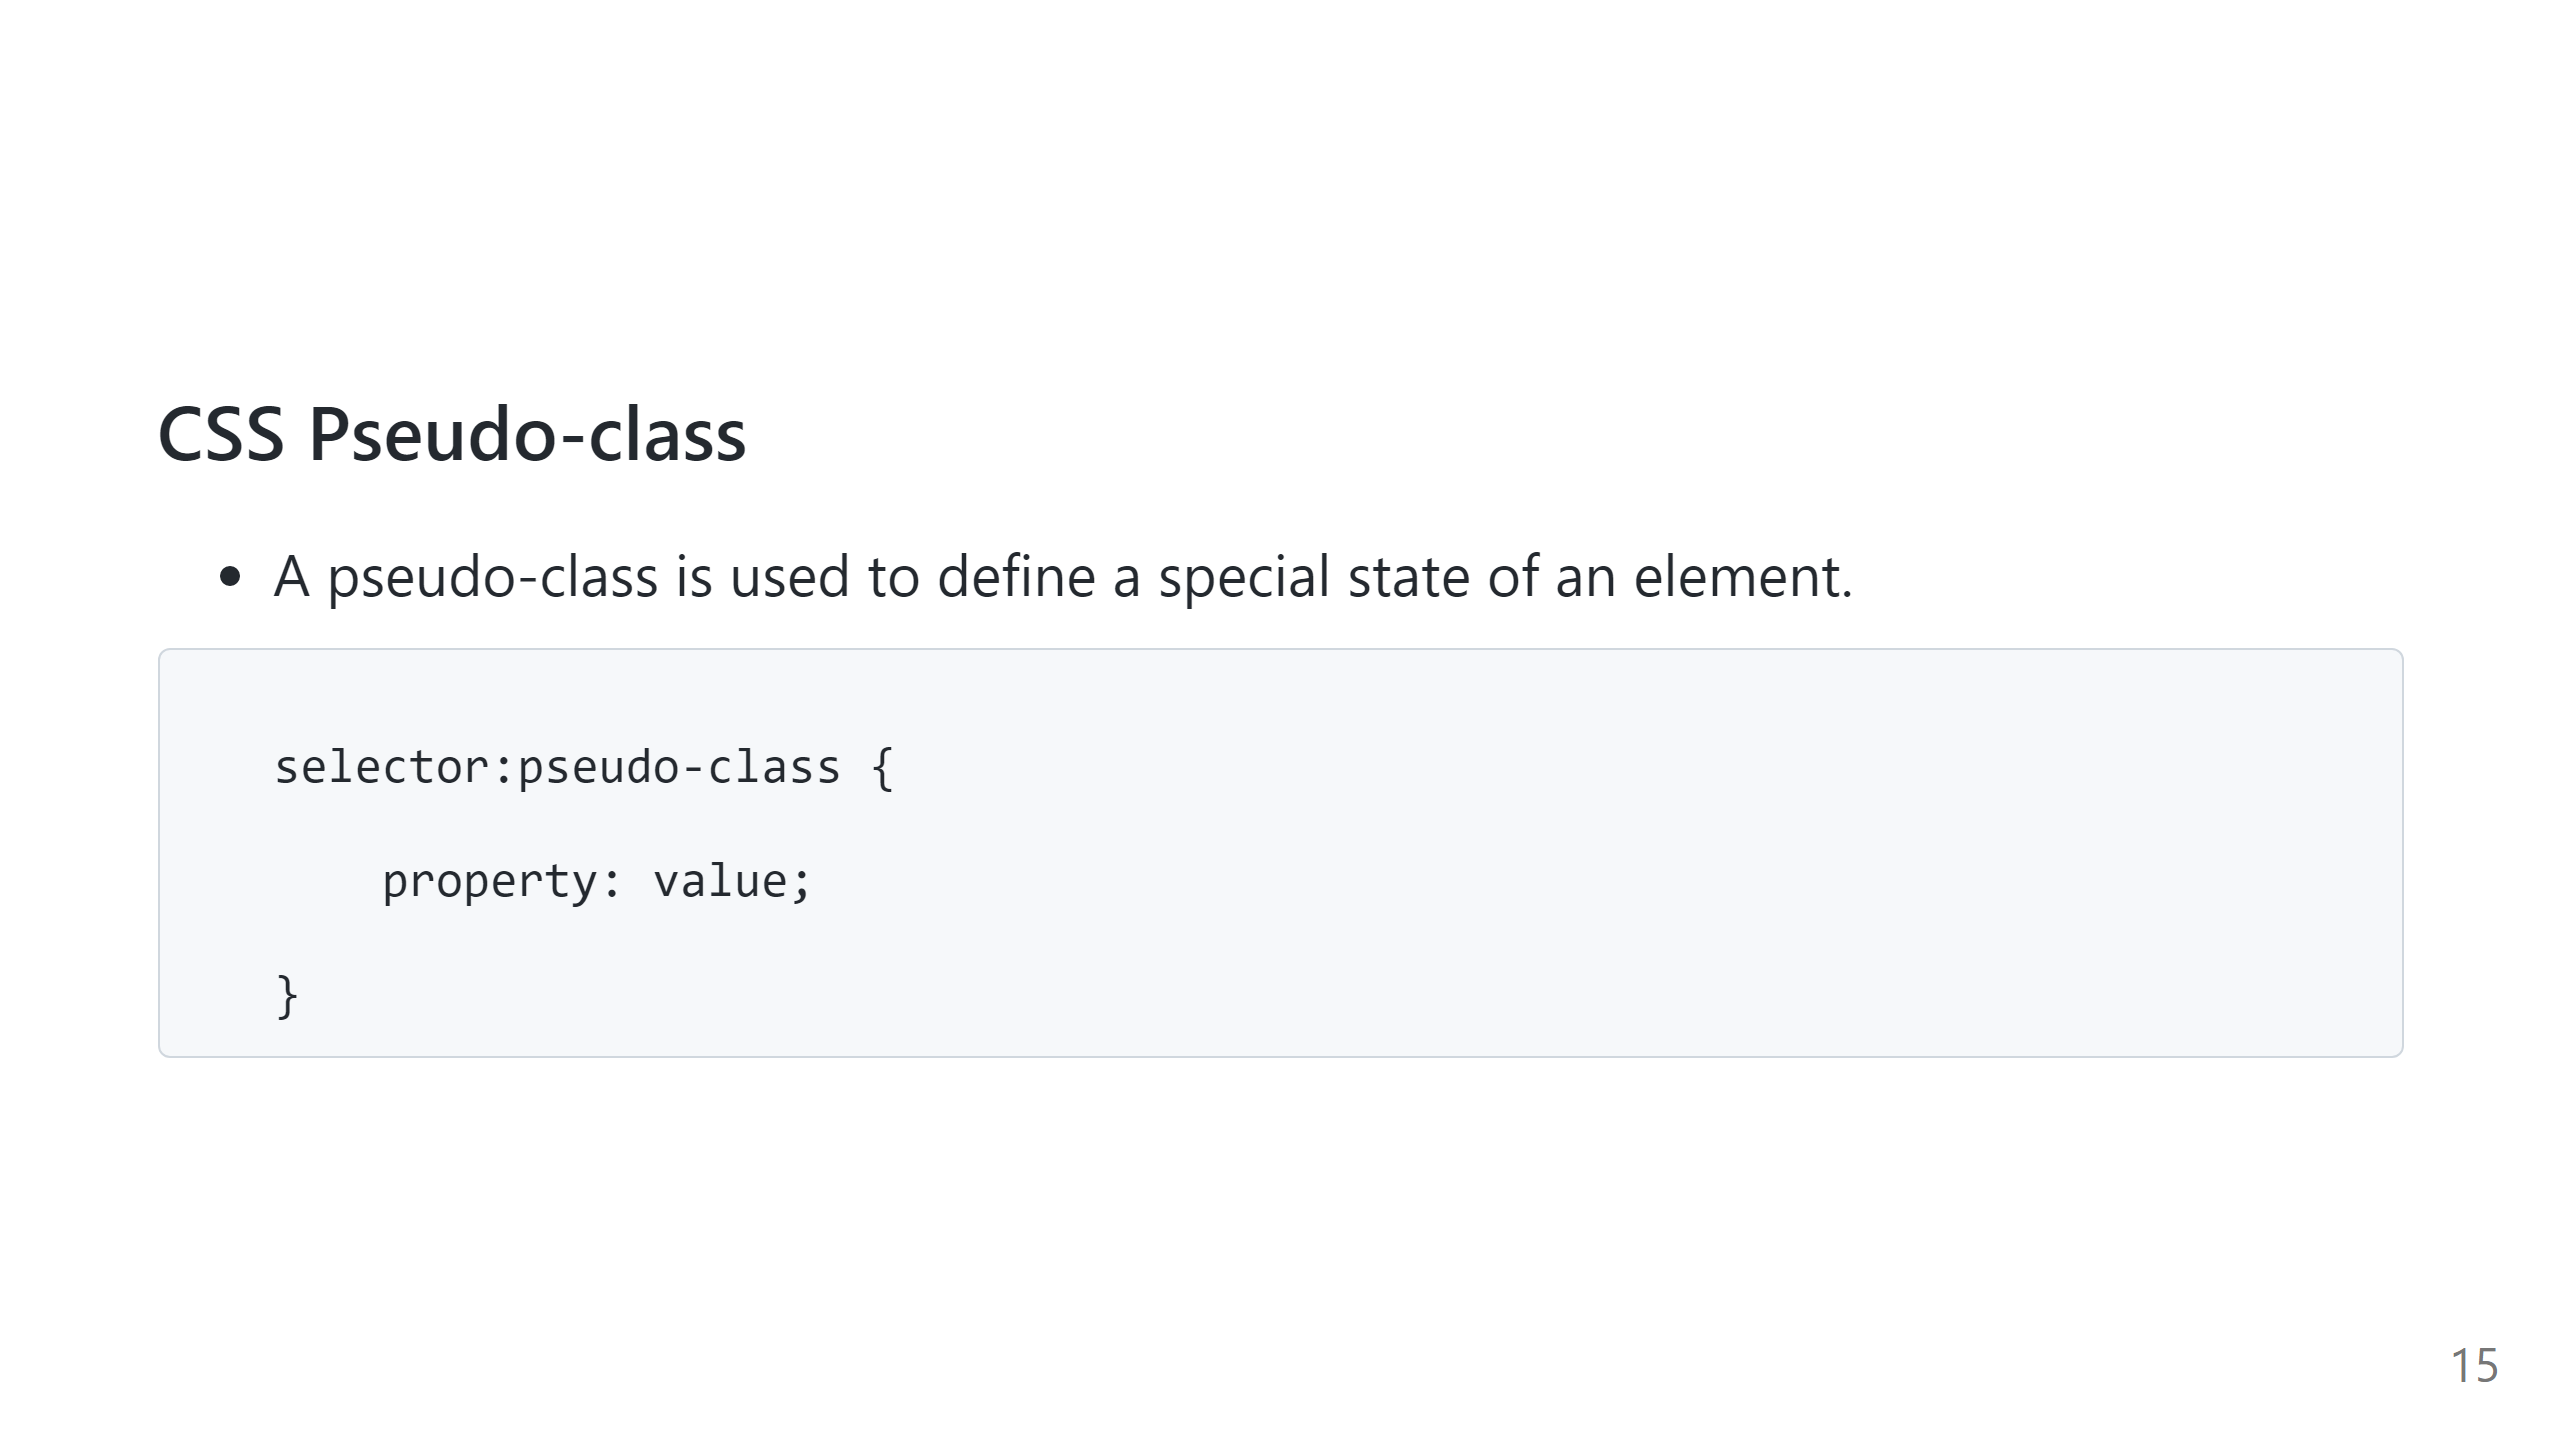 CSS Pseudo-class
• A pseudo-class is used to define a special state of an element.
selector:pseudo-class {
    property: value;
}
15